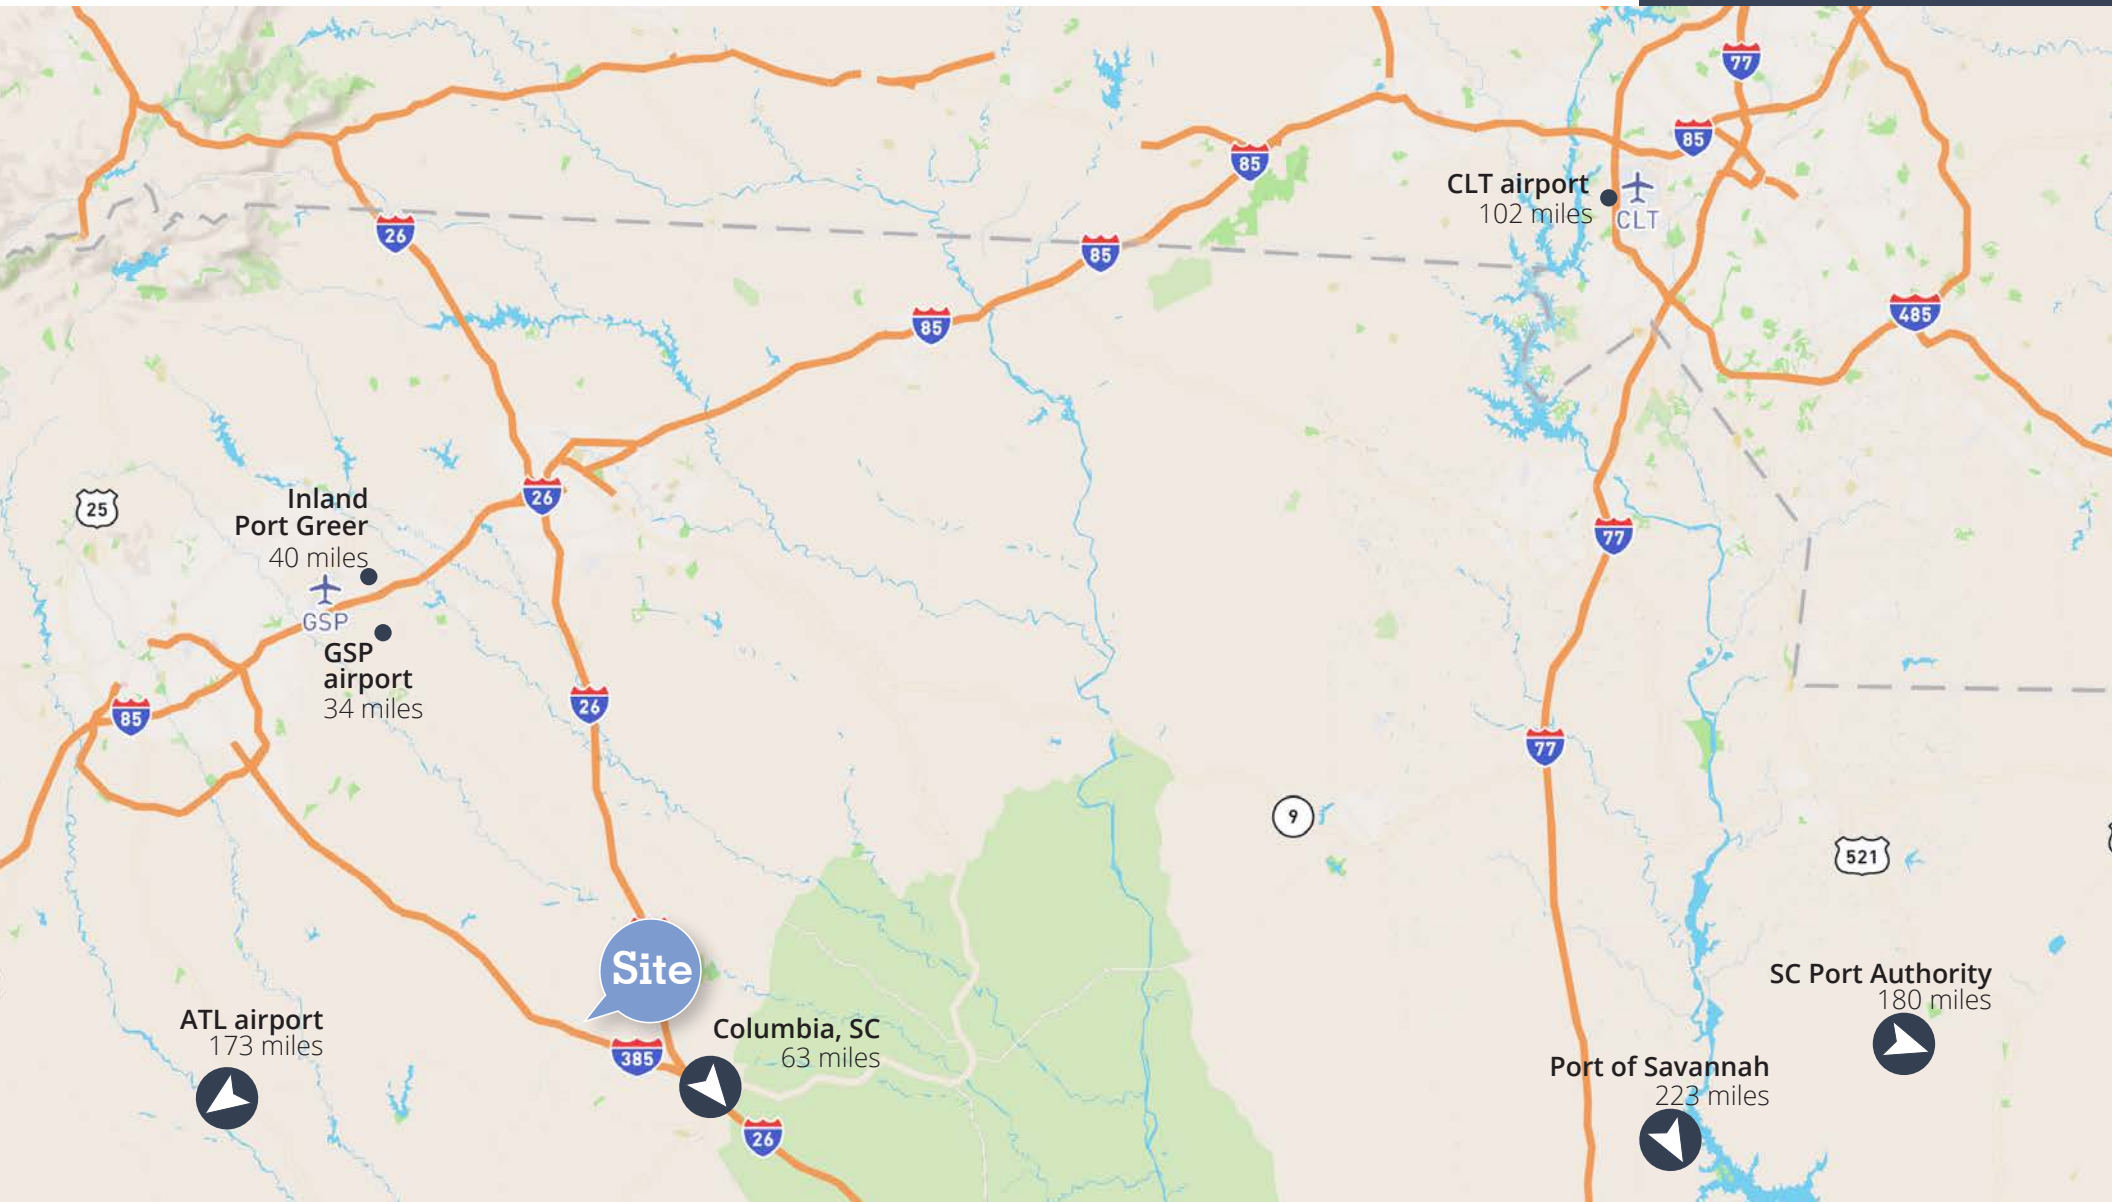 77
85
85
CLT airport
102 miles
CLT
26
85
485
85
26
Inland
Port Greer
40 miles
25
77
GSP
GSP
airport
34 miles
26
85
77
9
521
Site
SC Port Authority
180 miles
ATL airport
173 miles
Columbia, SC
63 miles
385
Port of Savannah
223 miles
26